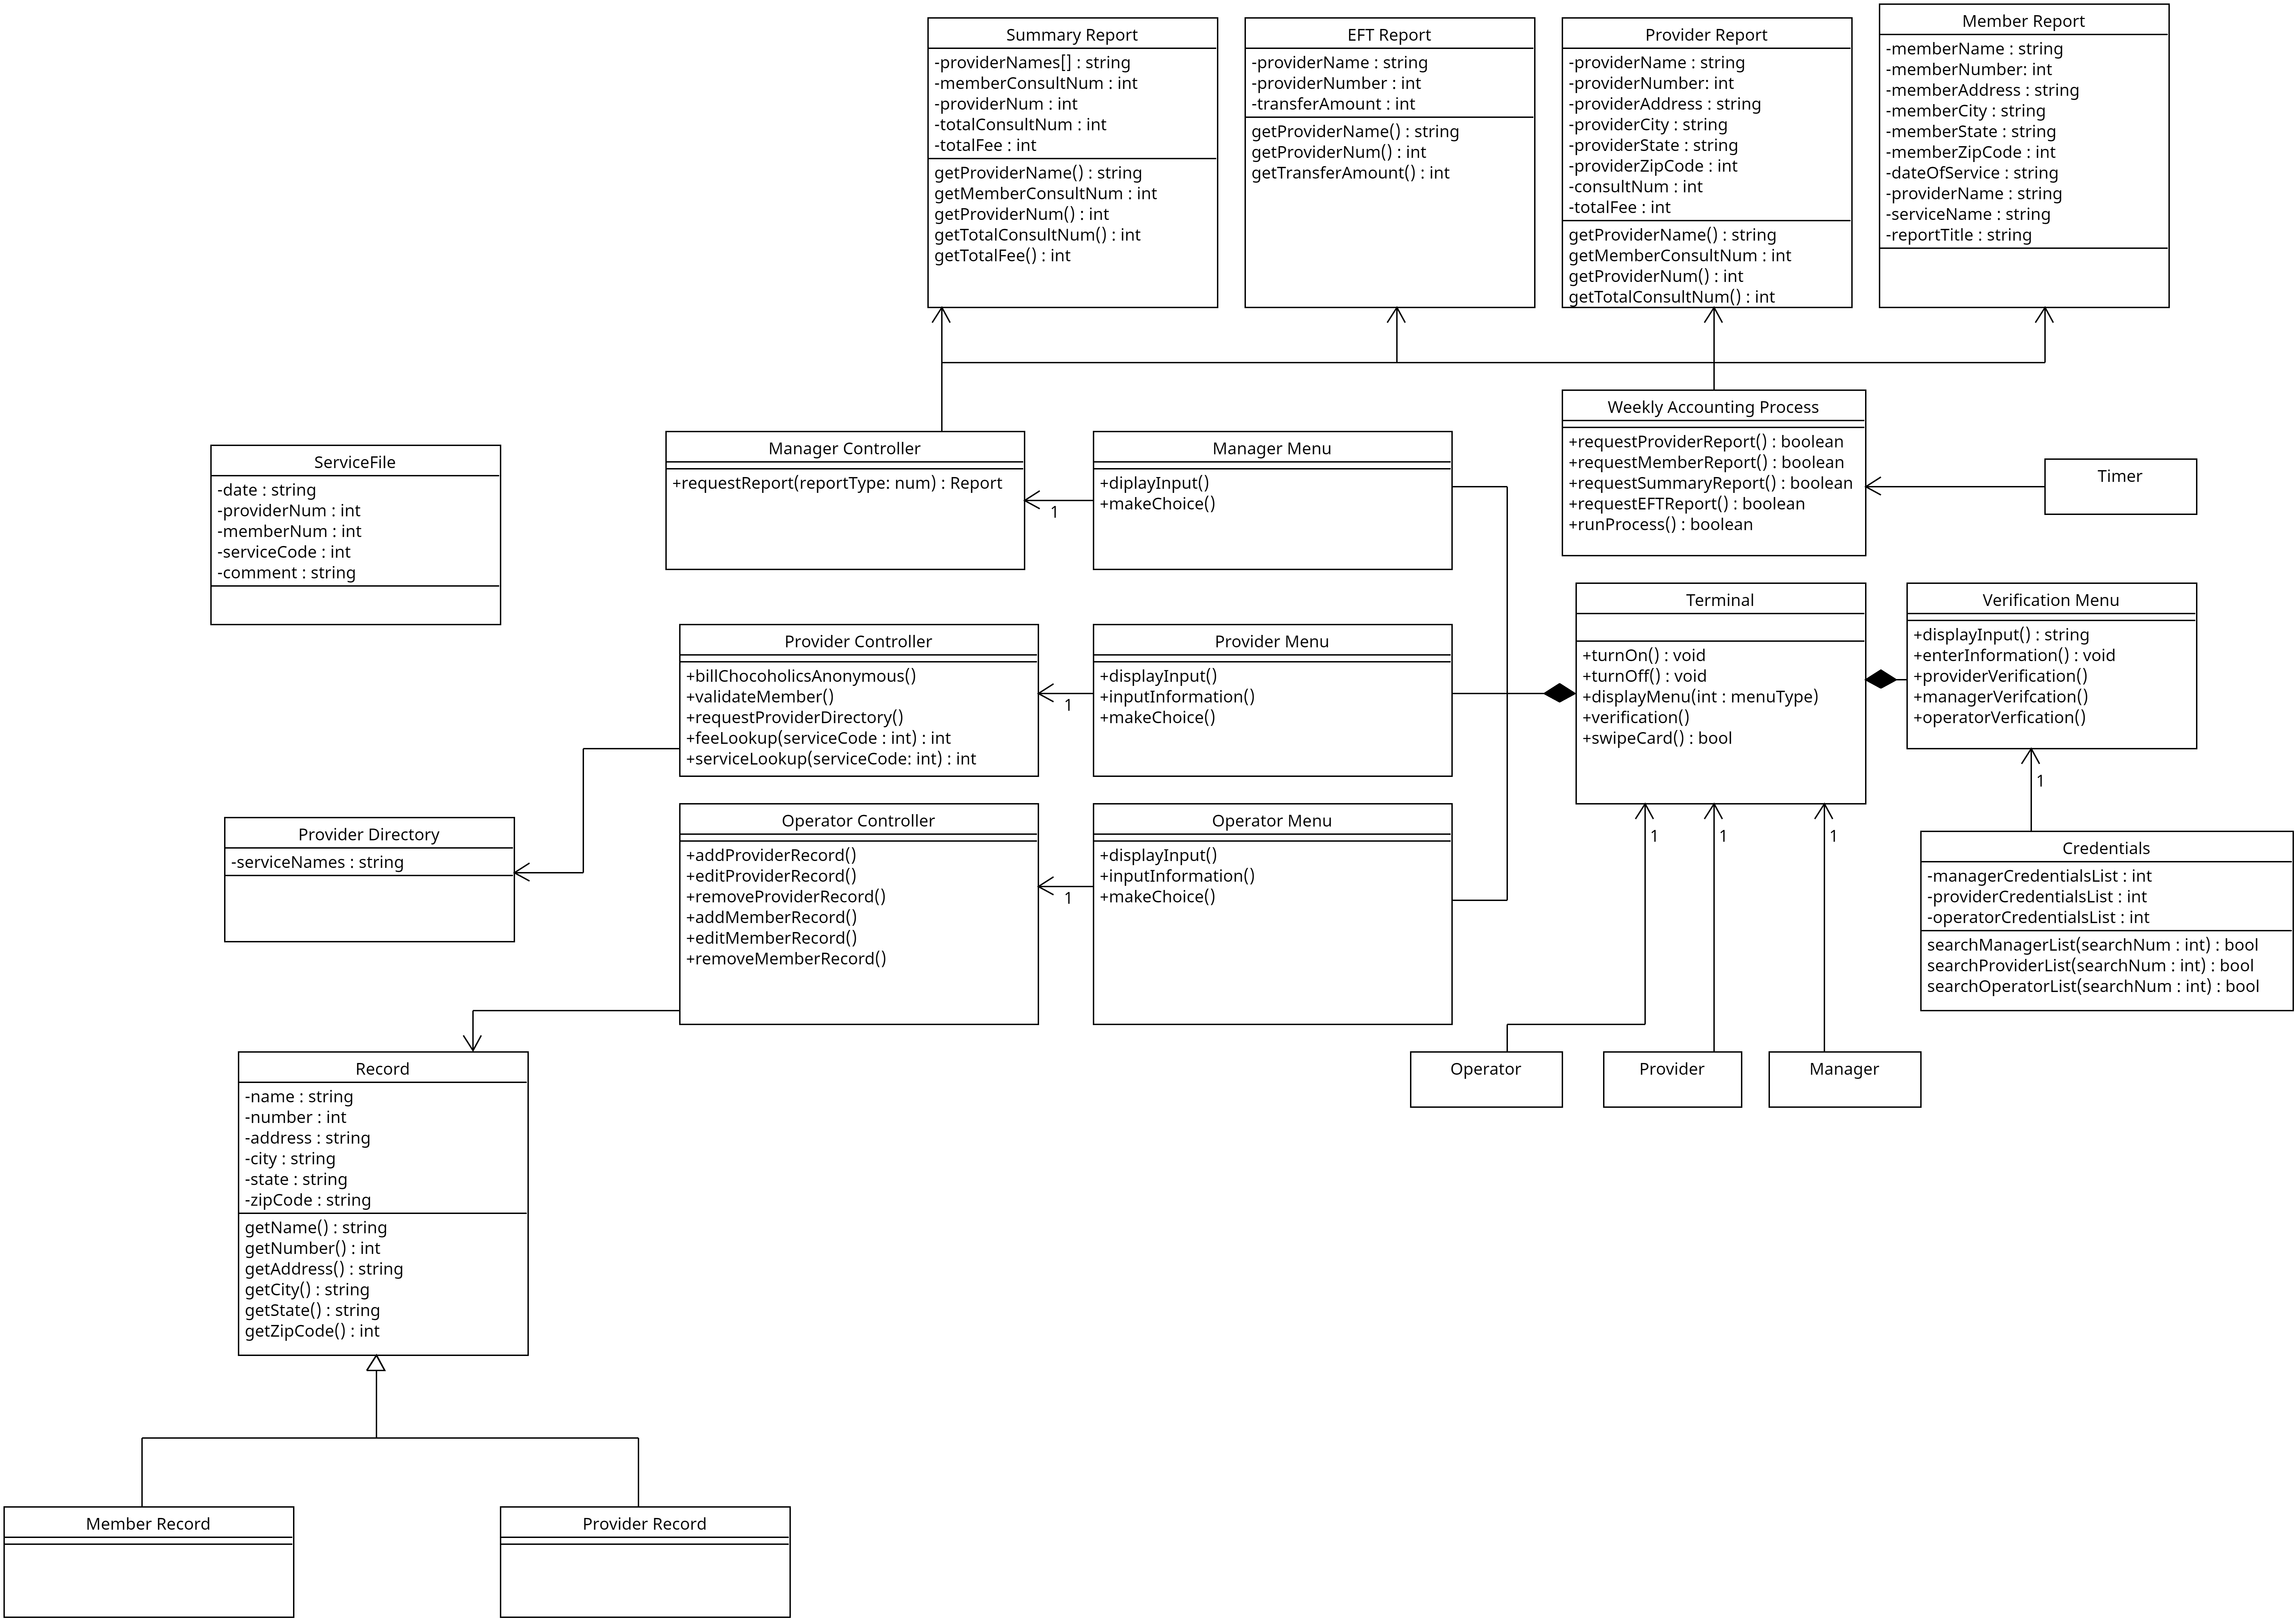 Summary Report
-providerNames[] : string
-memberConsultNum : int
-providerNum : int
-totalConsultNum : int
-totalFee : int
getProviderName() : string
getMemberConsultNum : int
getProviderNum() : int
getTotalConsultNum() : int
getTotalFee() : int
EFT Report
-providerName : string
-providerNumber : int
-transferAmount : int
getProviderName() : string
getProviderNum() : int
getTransferAmount() : int
Provider Report
-providerName : string
-providerNumber: int
-providerAddress : string
-providerCity : string
-providerState : string
-providerZipCode : int
-consultNum : int
-totalFee : int
getProviderName() : string
getMemberConsultNum : int
getProviderNum() : int
getTotalConsultNum() : int
Member Report
-memberName : string
-memberNumber: int
-memberAddress : string
-memberCity : string
-memberState : string
-memberZipCode : int
-dateOfService : string
-providerName : string
-serviceName : string
-reportTitle : string
ServiceFile
-date : string
-providerNum : int
-memberNum : int
-serviceCode : int
-comment : string
Manager Controller
+requestReport(reportType: num) : Report
1
Manager Menu
+diplayInput()
+makeChoice()
Weekly Accounting Process
+requestProviderReport() : boolean
+requestMemberReport() : boolean
+requestSummaryReport() : boolean
+requestEFTReport() : boolean
+runProcess() : boolean
Timer
Provider Controller
+billChocoholicsAnonymous()
+validateMember()
+requestProviderDirectory()
+feeLookup(serviceCode : int) : int
+serviceLookup(serviceCode: int) : int
1
Provider Menu
+displayInput()
+inputInformation()
+makeChoice()
Terminal
+turnOn() : void
+turnOff() : void
+displayMenu(int : menuType)
+verification()
+swipeCard() : bool
Verification Menu
+displayInput() : string
+enterInformation() : void
+providerVerification()
+managerVerifcation()
+operatorVerfication()
1
Provider Directory
-serviceNames : string
Operator Controller
+addProviderRecord()
+editProviderRecord()
+removeProviderRecord()
+addMemberRecord()
+editMemberRecord()
+removeMemberRecord()
1
Operator Menu
+displayInput()
+inputInformation()
+makeChoice()
1
1
1
Credentials
-managerCredentialsList : int
-providerCredentialsList : int
-operatorCredentialsList : int
searchManagerList(searchNum : int) : bool
searchProviderList(searchNum : int) : bool
searchOperatorList(searchNum : int) : bool
Operator
Provider
Manager
Record
-name : string
-number : int
-address : string
-city : string
-state : string
-zipCode : string
getName() : string
getNumber() : int
getAddress() : string
getCity() : string
getState() : string
getZipCode() : int
Member Record
Provider Record